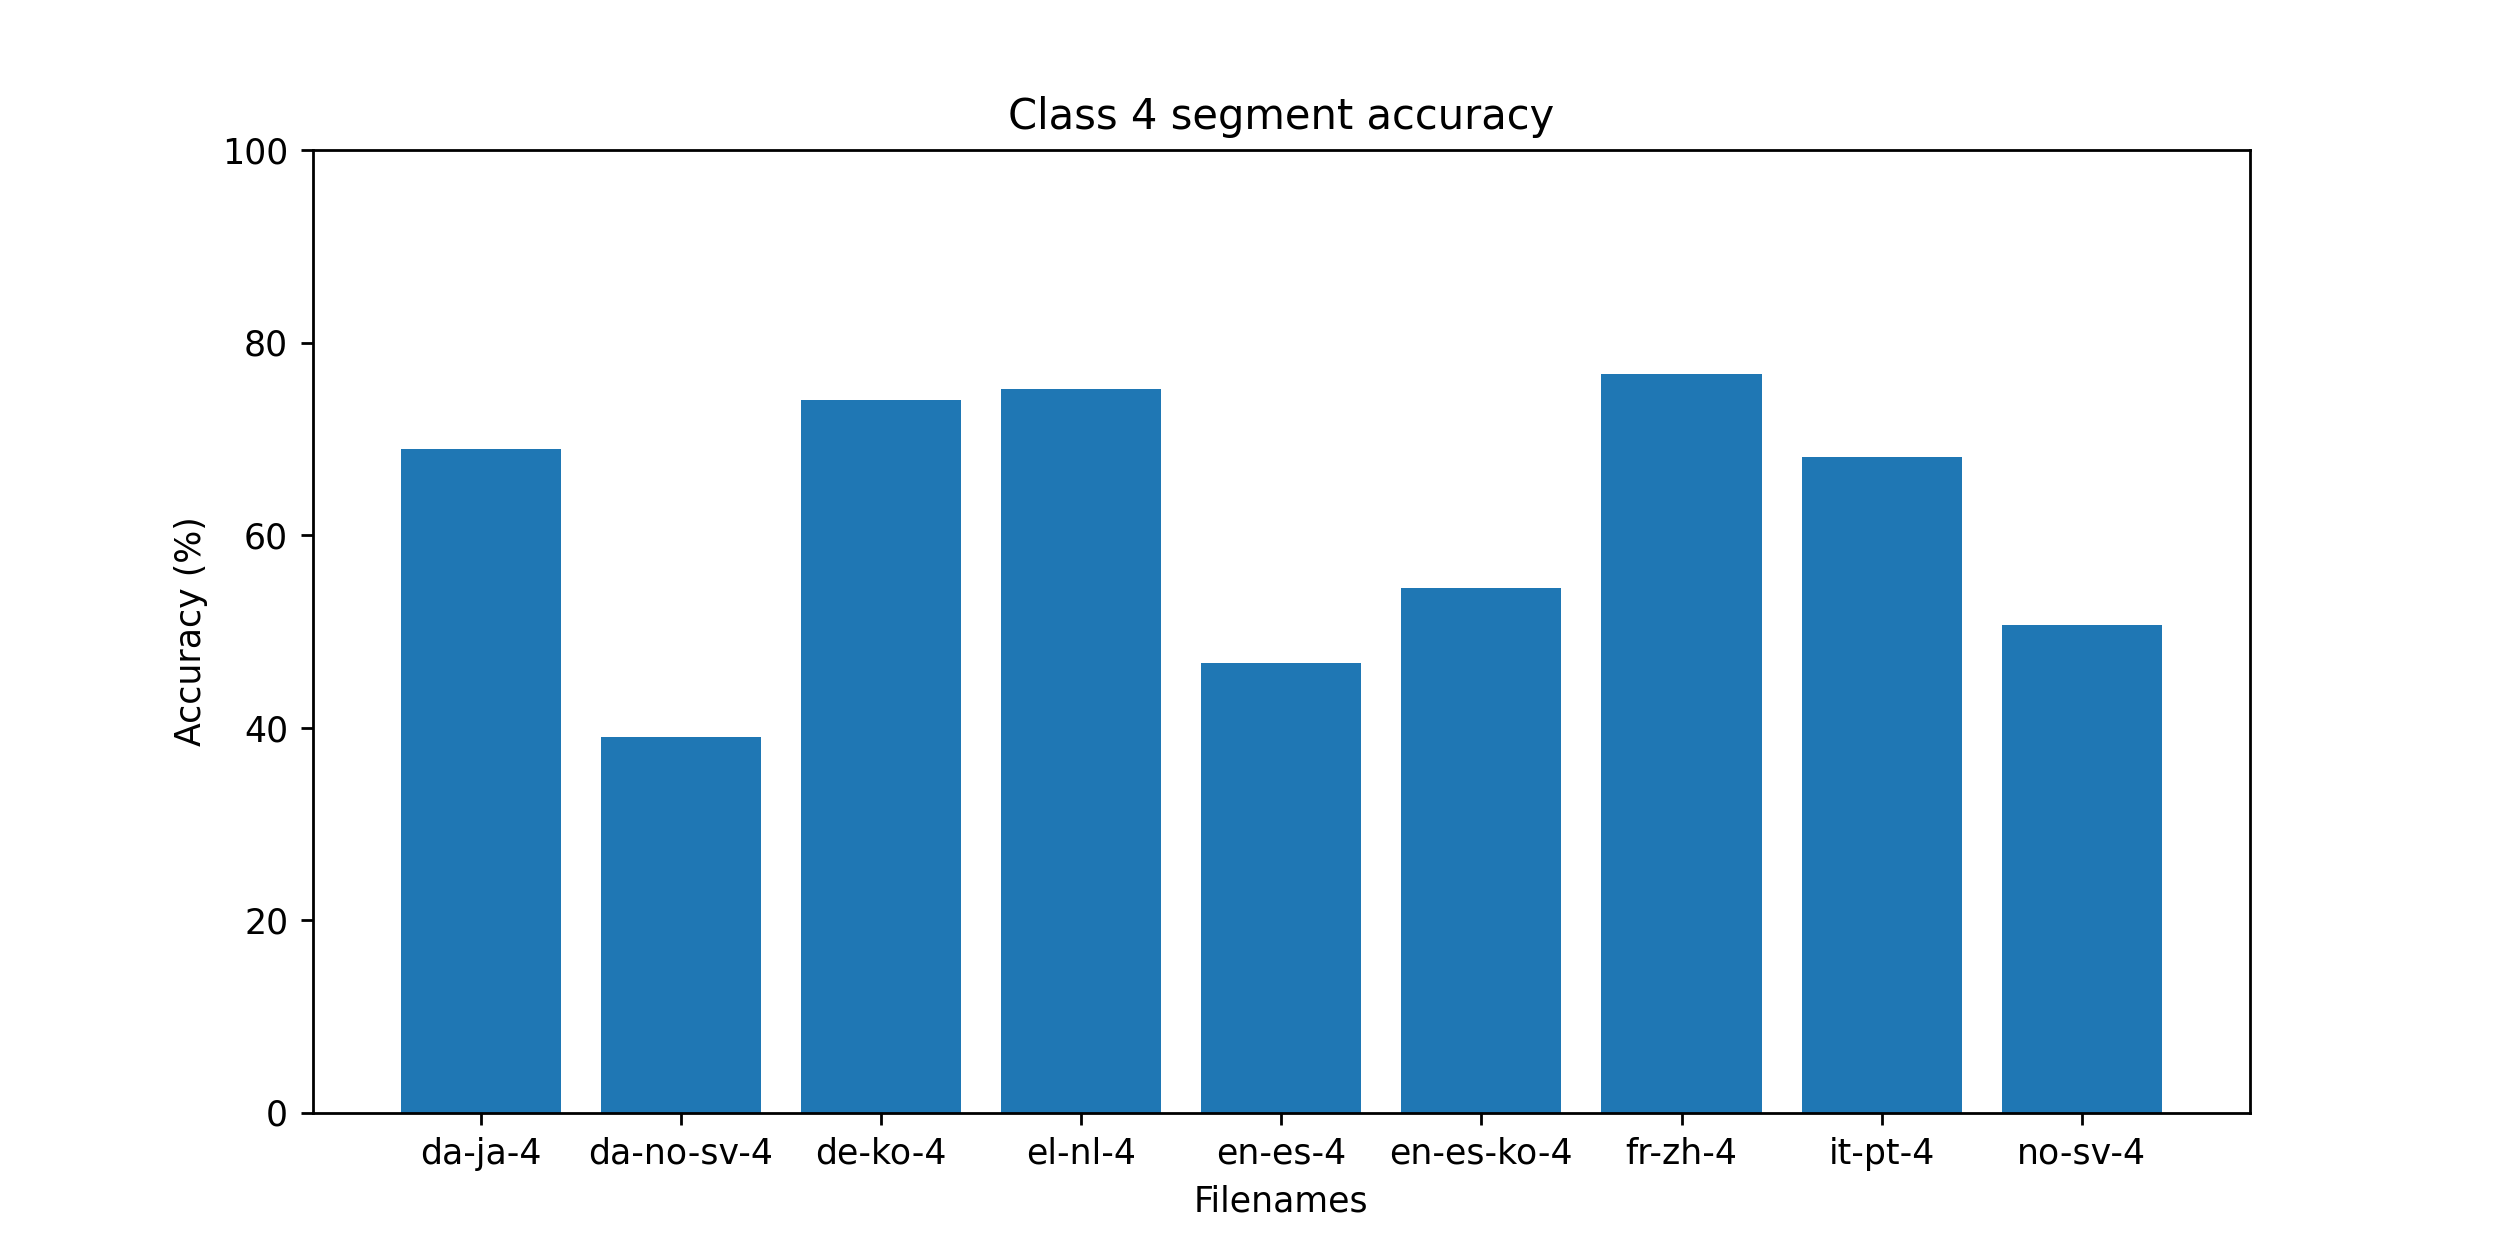 Class 4 segment accuracy
100
80
60
40
20
0
Accuracy (%)
da-ja-4 da-no-sv-4 de-ko-4 el-nl-4 en-es-4 en-es-ko-4 fr-zh-4 it-pt-4 no-sv-4
Filenames